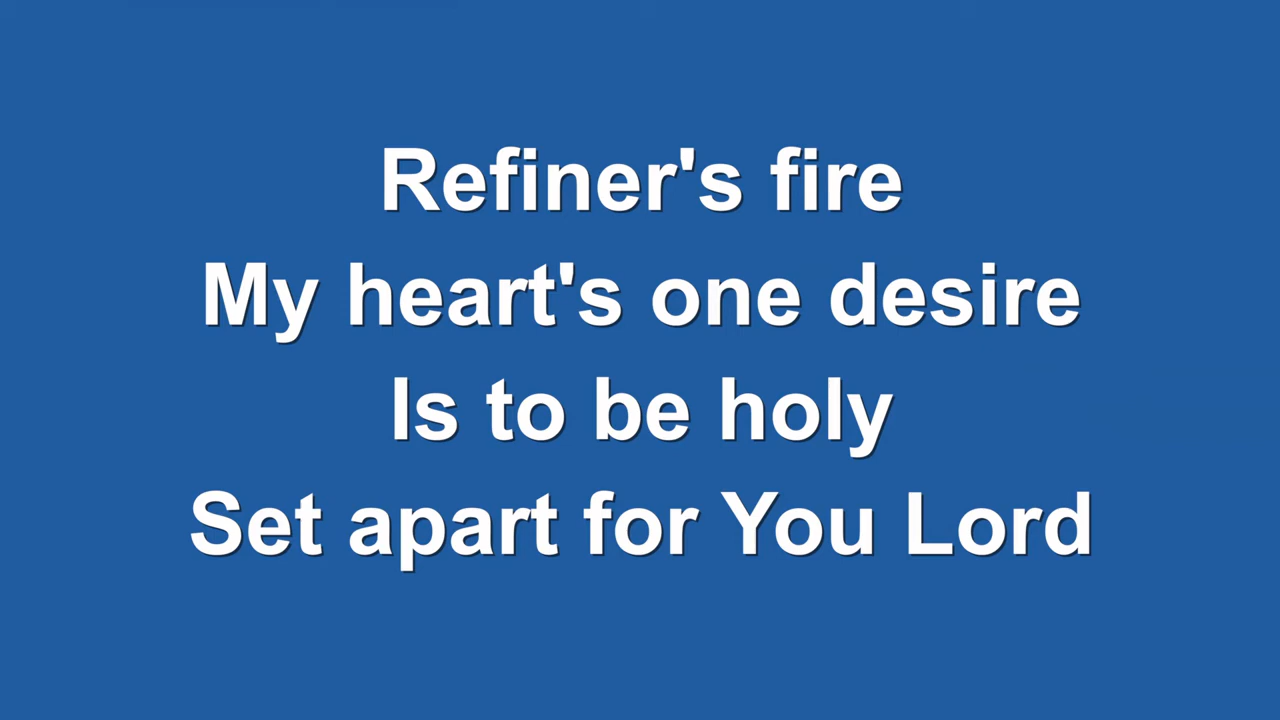 Refiner's fire
My heart's one desire
Is to be holy
Set apart for You Lord